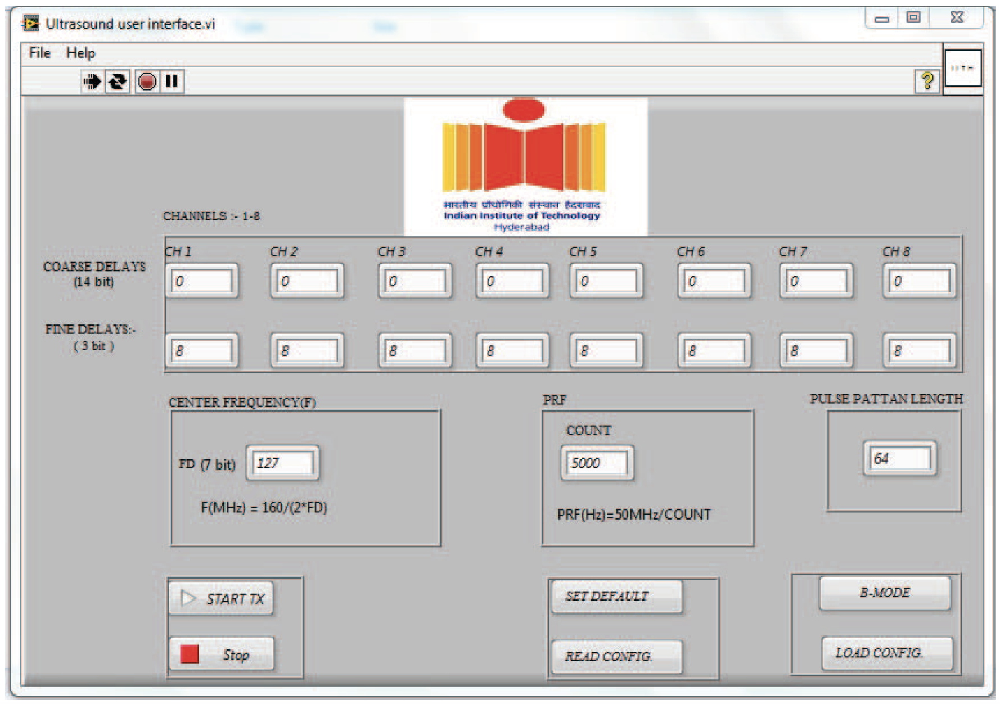 Ultrasound user interface.vi
File Help
भारतीय प्रौद्योगिकी संस्थान हैदराबाद
Indian Institute of Technology
Hyderabad
CHANNELS :- 1-8
CH 1 CH 2 CH 3 CH 4 CH 5 CH 6 CH 7 CH 8
COARSE DELAYS
(14 bit)
0 0 0 0 0 0 0 0
FINE DELAYS:-
( 3 bit )
8 8 8 8 8 8 8 8
CENTER FREQUENCY(F)
FD (7 bit) 127
F(MHz) = 160/(2*FD)
PRF
COUNT
5000
PRF(Hz)=50MHz/COUNT
PULSE PATTAN LENGTH
64
START TX
Stop
SET DEFAULT
READ CONFIG.
B-MODE
LOAD CONFIG.